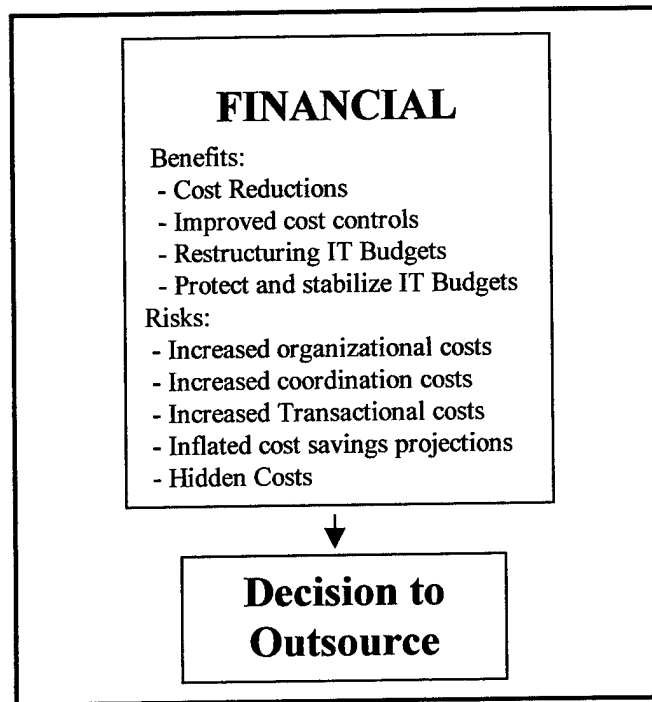 FINANCIAL
Benefits:
- Cost Reductions
- Improved cost controls
- Restructuring IT Budgets
- Protect and stabilize IT Budgets
Risks:
- Increased organizational costs
- Increased coordination costs
- Increased Transactional costs
- Inflated cost savings projections
- Hidden Costs
Decision to
Outsource